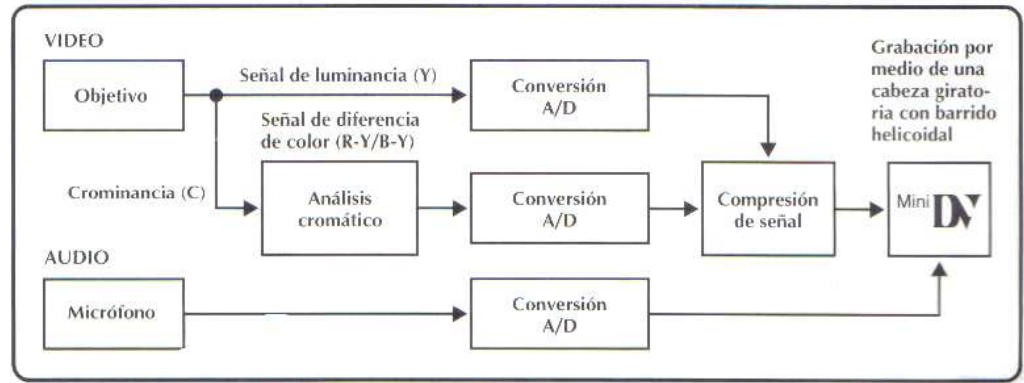 VIDEO
Objetivo
Señal de luminancia (Y)
Conversión
A/D
Grabación por
medio de una
cabeza girato-
ria con barrido
helicoidal
Señal de diferencia
de color (R-Y/B-Y)
Crominancia (C)
Análisis
cromático
Conversión
A/D
Compresión
de señal
Mini DV
AUDIO
Micrófono
Conversión
A/D